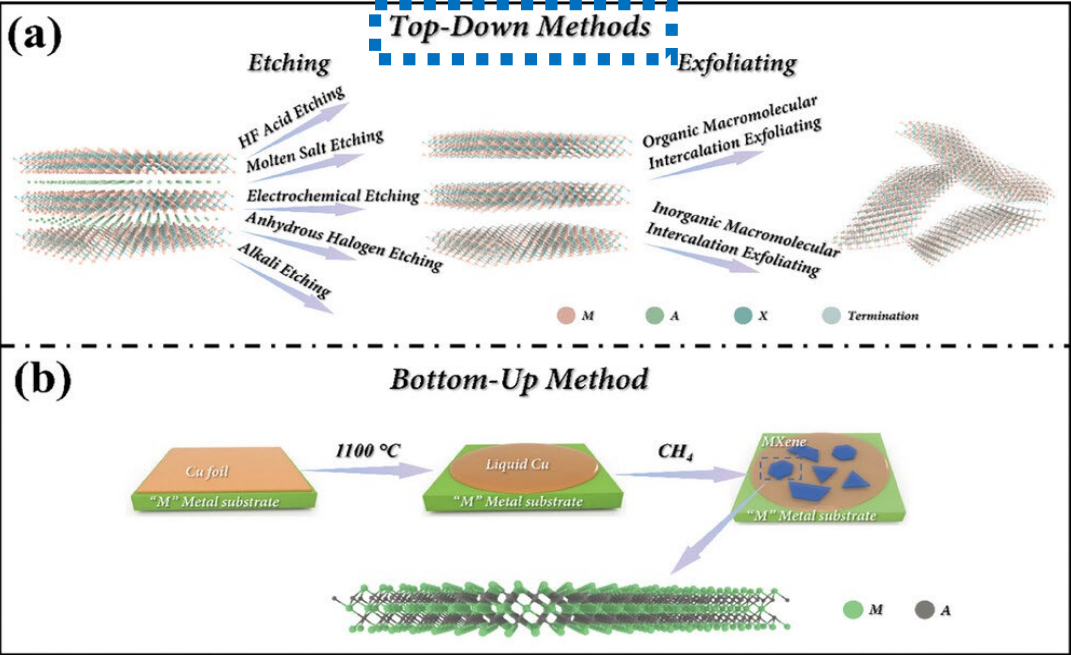 (a)
Top-Down Methods
Etching
Exfoliating
HF Acid Etching
Molten Salt Etching
Electrochemical Etching
Anhydrous Halogen Etching
Alkali Etching
Organic Macromolecular
Intercalation Exfoliating
Inorganic Macromolecular
Intercalation Exfoliating
M
A
X
Termination
(b)
Bottom-Up Method
Cu foil
"M" Metal substrate
1100 °C
Liquid Cu
"M" Metal substrate
CH₄
MXene
"M" Metal substrate
M
A